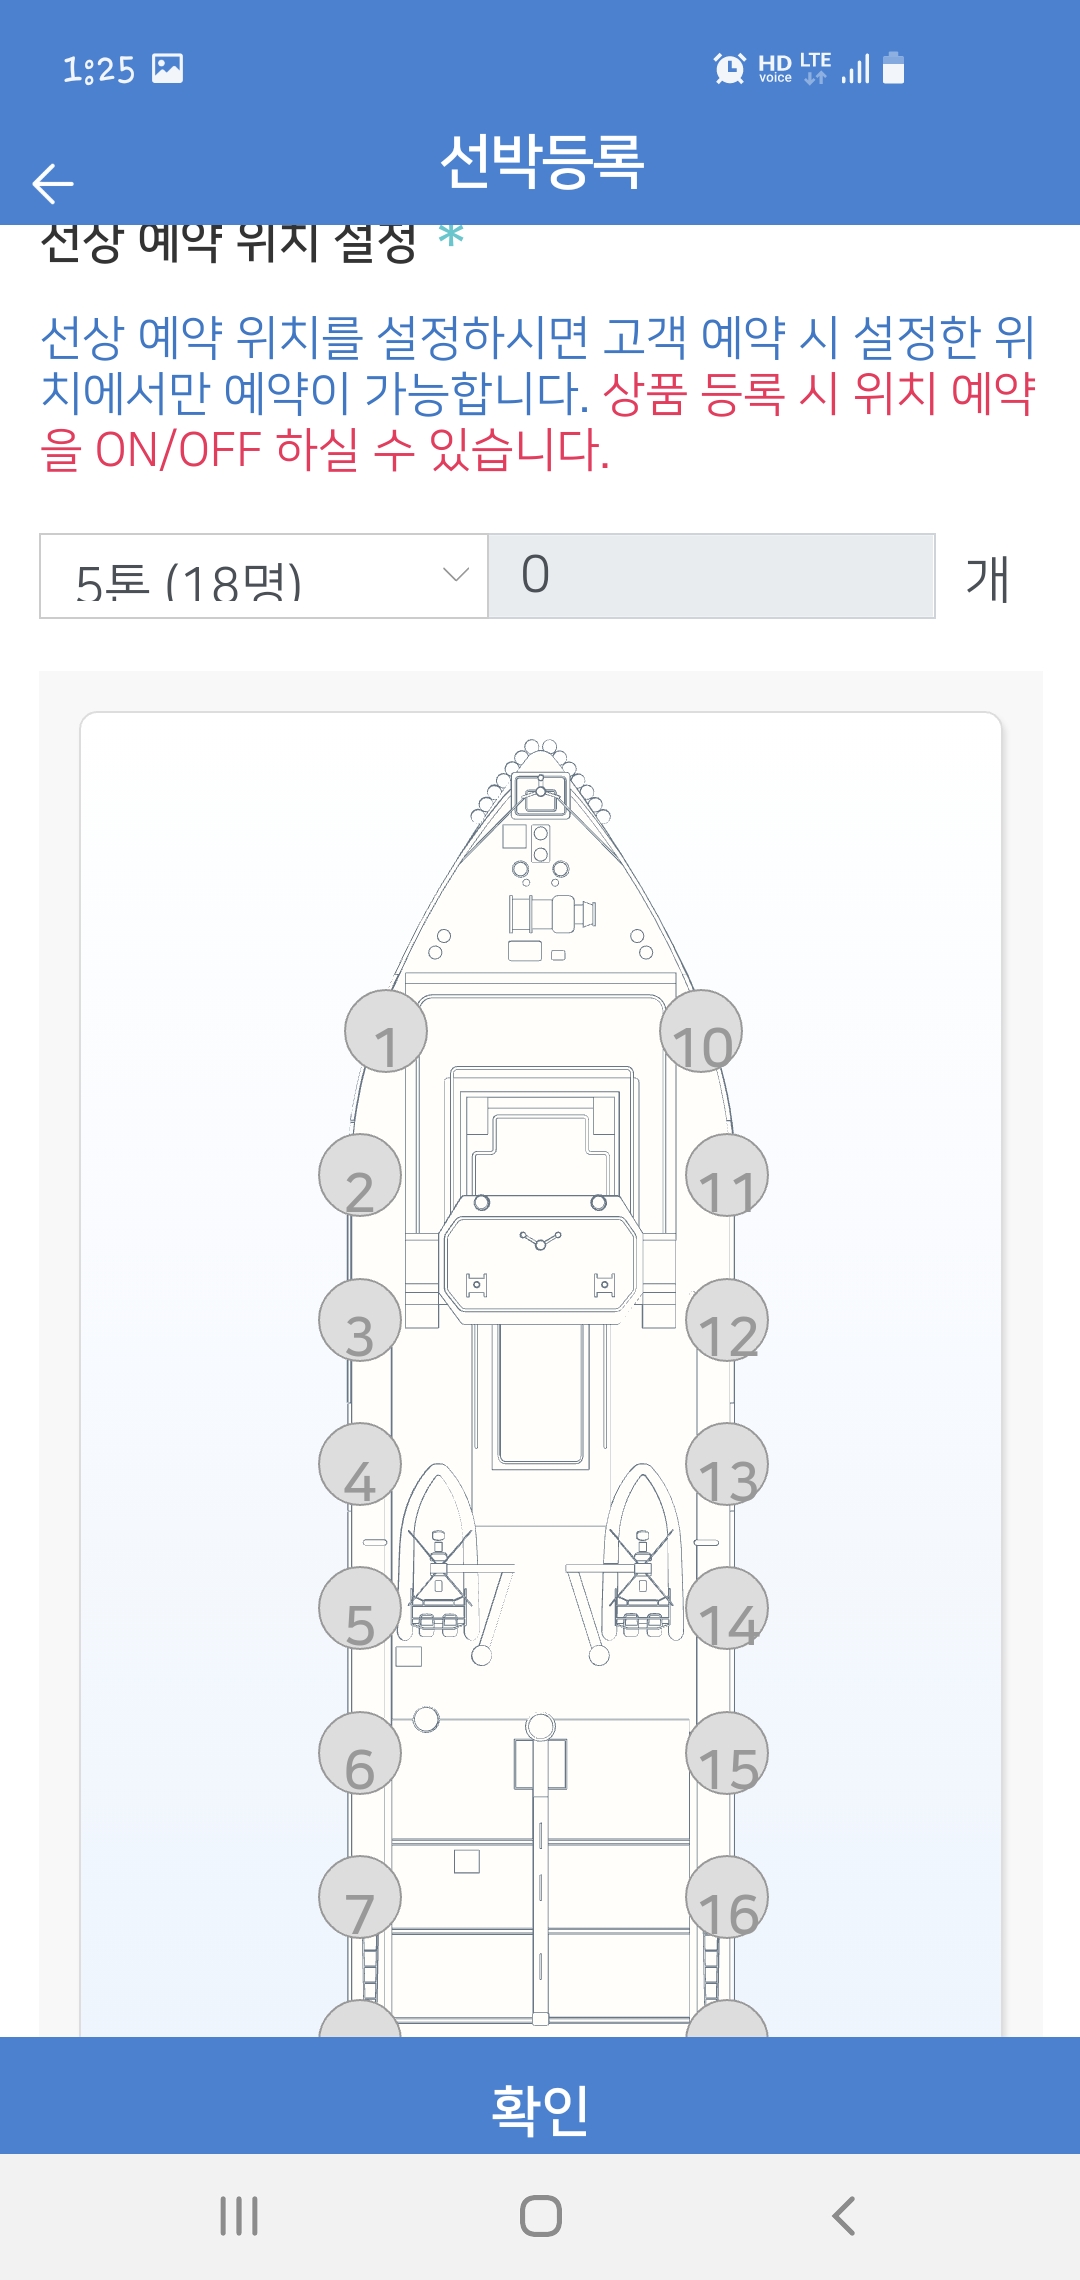 1:25 HD voice LTE
선박등록
선상 예약 위치 설정 *
선상 예약 위치를 설정하시면 고객 예약 시 설정한 위
치에서만 예약이 가능합니다. 상품 등록 시 위치 예약
을 ON/OFF 하실 수 있습니다.
5톤 (18명) 0 개
1 10
2 11
3 12
4 13
5 14
6 15
7 16
확인